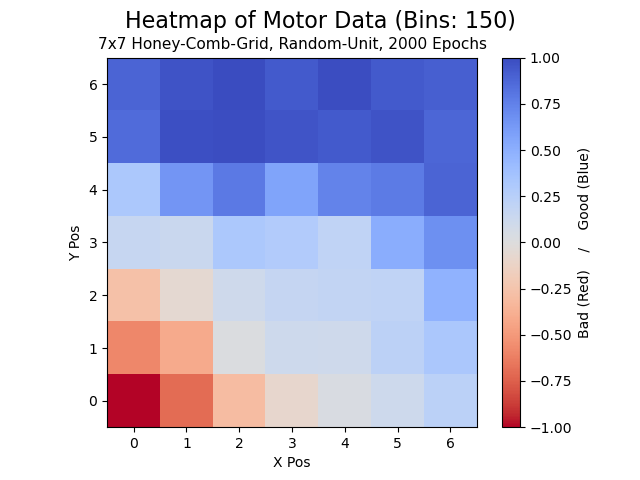 Heatmap of Motor Data (Bins: 150)
7x7 Honey-Comb-Grid, Random-Unit, 2000 Epochs
6
5
4
3
2
1
0
Y Pos
0 1 2 3 4 5 6
X Pos
1.00
0.75
0.50
0.25
0.00
−0.25
−0.50
−0.75
−1.00
Bad (Red) / Good (Blue)